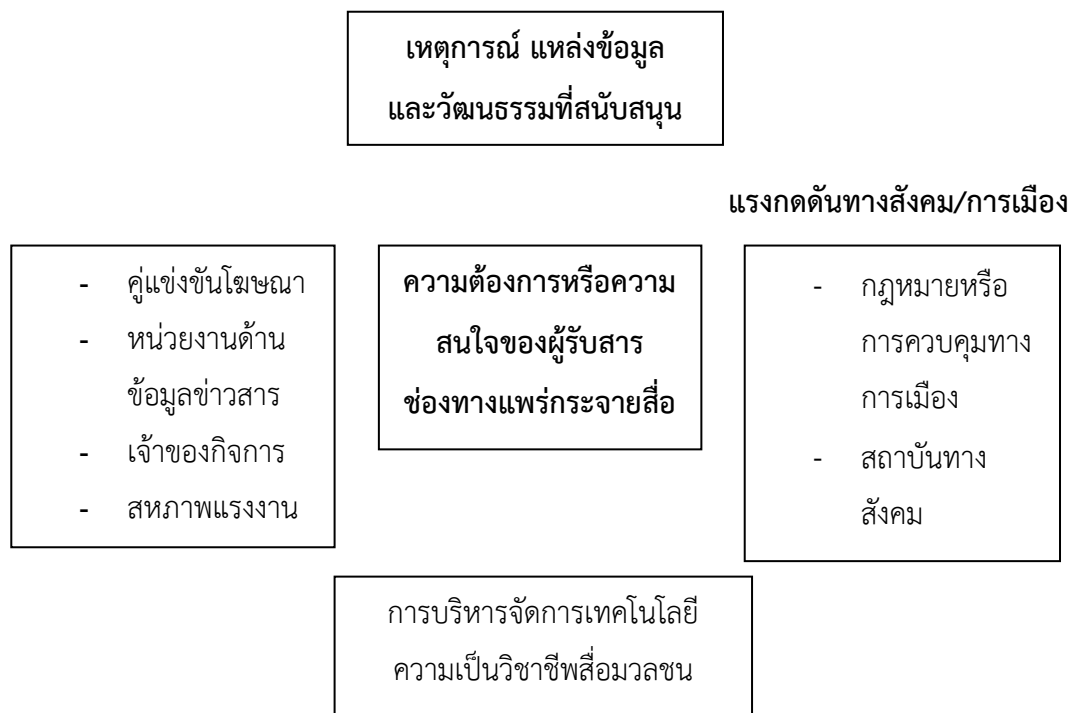 เหตุการณ์ แหล่งข้อมูล
และวัฒนธรรมที่สนับสนุน
แรงกดดันทางสังคม/การเมือง
- คู่แข่งขันโฆษณา
- หน่วยงานด้าน
ข้อมูลข่าวสาร
- เจ้าของกิจการ
- สหภาพแรงงาน
ความต้องการหรือความ
สนใจของผู้รับสาร
ช่องทางแพร่กระจายสื่อ
- กฎหมายหรือ
การควบคุมทาง
การเมือง
- สถาบันทาง
สังคม
การบริหารจัดการเทคโนโลยี
ความเป็นวิชาชีพสื่อมวลชน